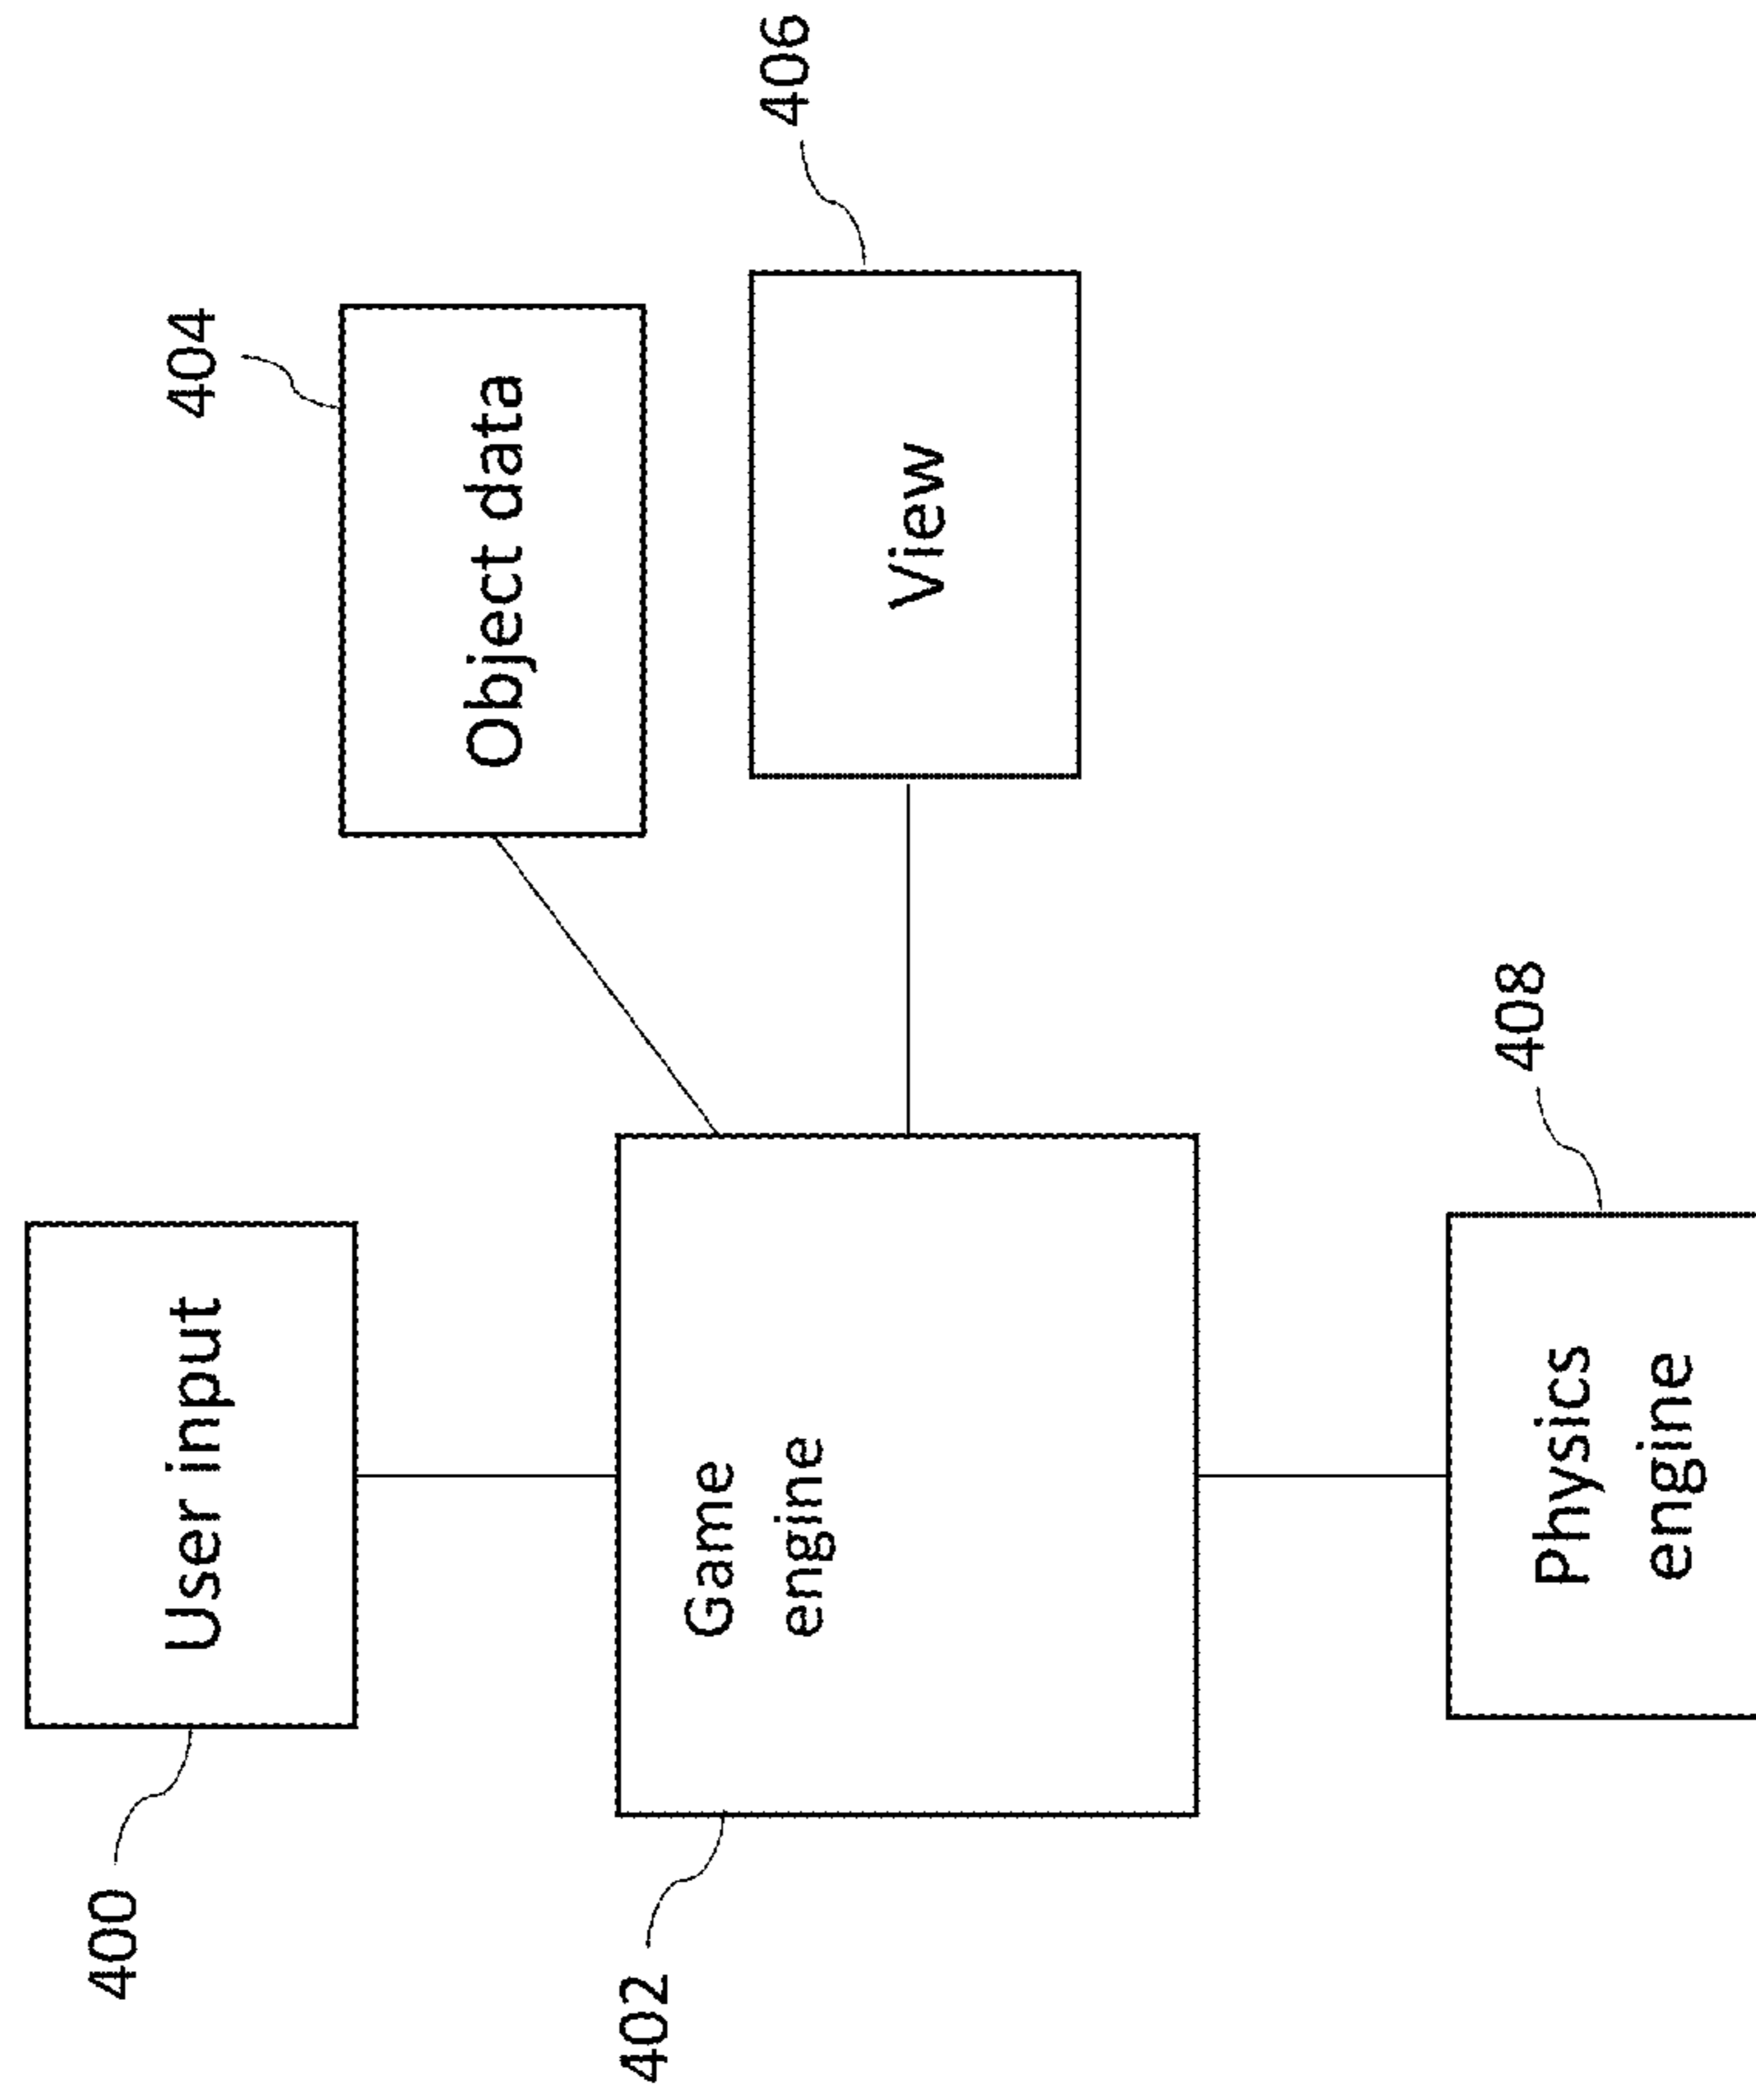 400
User input
404
Object data
402
Game
engine
View
406
Physics
engine
408